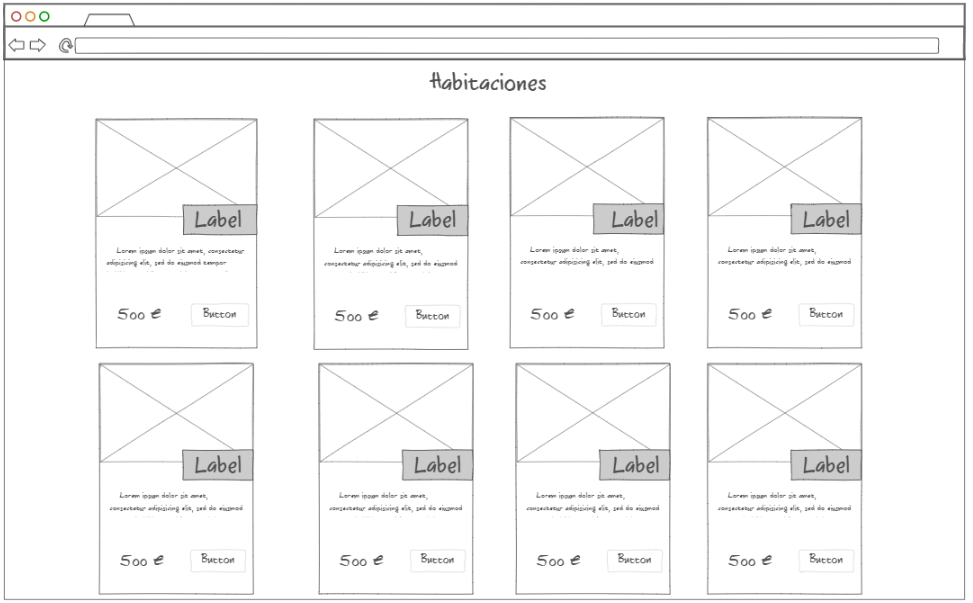 Habitaciones
Label
Lorem ipsum dolor sit amet, consectetur
adipisicing elit, sed do eiusmod tempor
500 €
Button
Label
Lorem ipsum dolor sit amet,
consectetur adipisicing elit, sed do eiusmod
500 €
Button
Label
Lorem ipsum dolor sit amet,
consectetur adipisicing elit, sed do eiusmod
500 €
Button
Label
Lorem ipsum dolor sit amet,
consectetur adipisicing elit, sed do eiusmod
500 €
Button
Label
Lorem ipsum dolor sit amet,
consectetur adipisicing elit, sed do eiusmod
500 €
Button
Label
Lorem ipsum dolor sit amet,
consectetur adipisicing elit, sed do eiusmod
500 €
Button
Label
Lorem ipsum dolor sit amet,
consectetur adipisicing elit, sed do eiusmod
500 €
Button
Label
Lorem ipsum dolor sit amet,
consectetur adipisicing elit, sed do eiusmod
500 €
Button